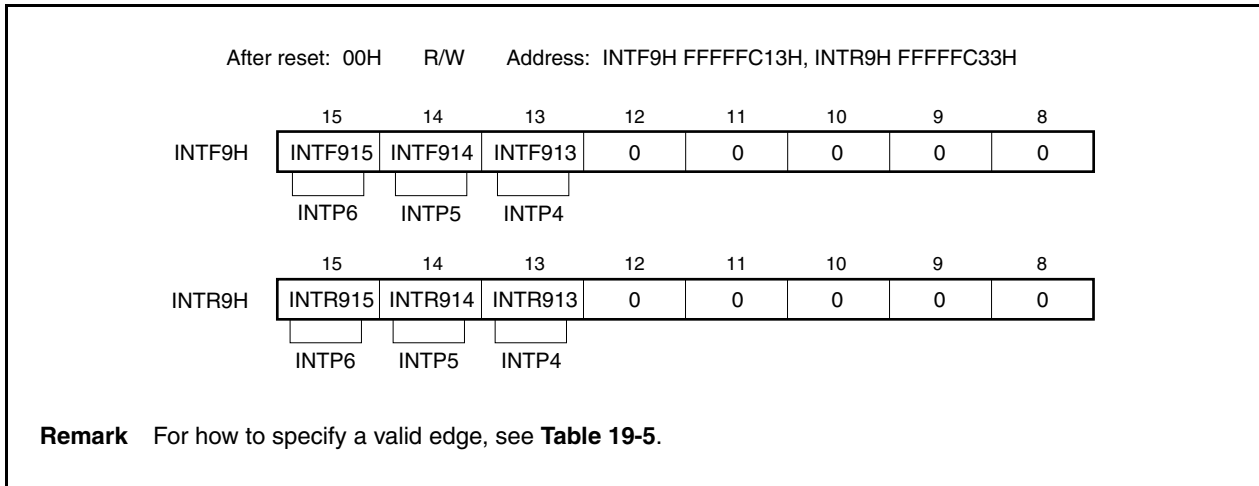 After reset: 00H R/W Address: INTF9H FFFFFC13H, INTR9H FFFFFC33H
15 14 13 12 11 10 9 8
INTF9H INTF915 INTF914 INTF913 0 0 0 0 0
INTP6 INTP5 INTP4
15 14 13 12 11 10 9 8
INTR9H INTR915 INTR914 INTR913 0 0 0 0 0
INTP6 INTP5 INTP4
Remark For how to specify a valid edge, see Table 19-5.